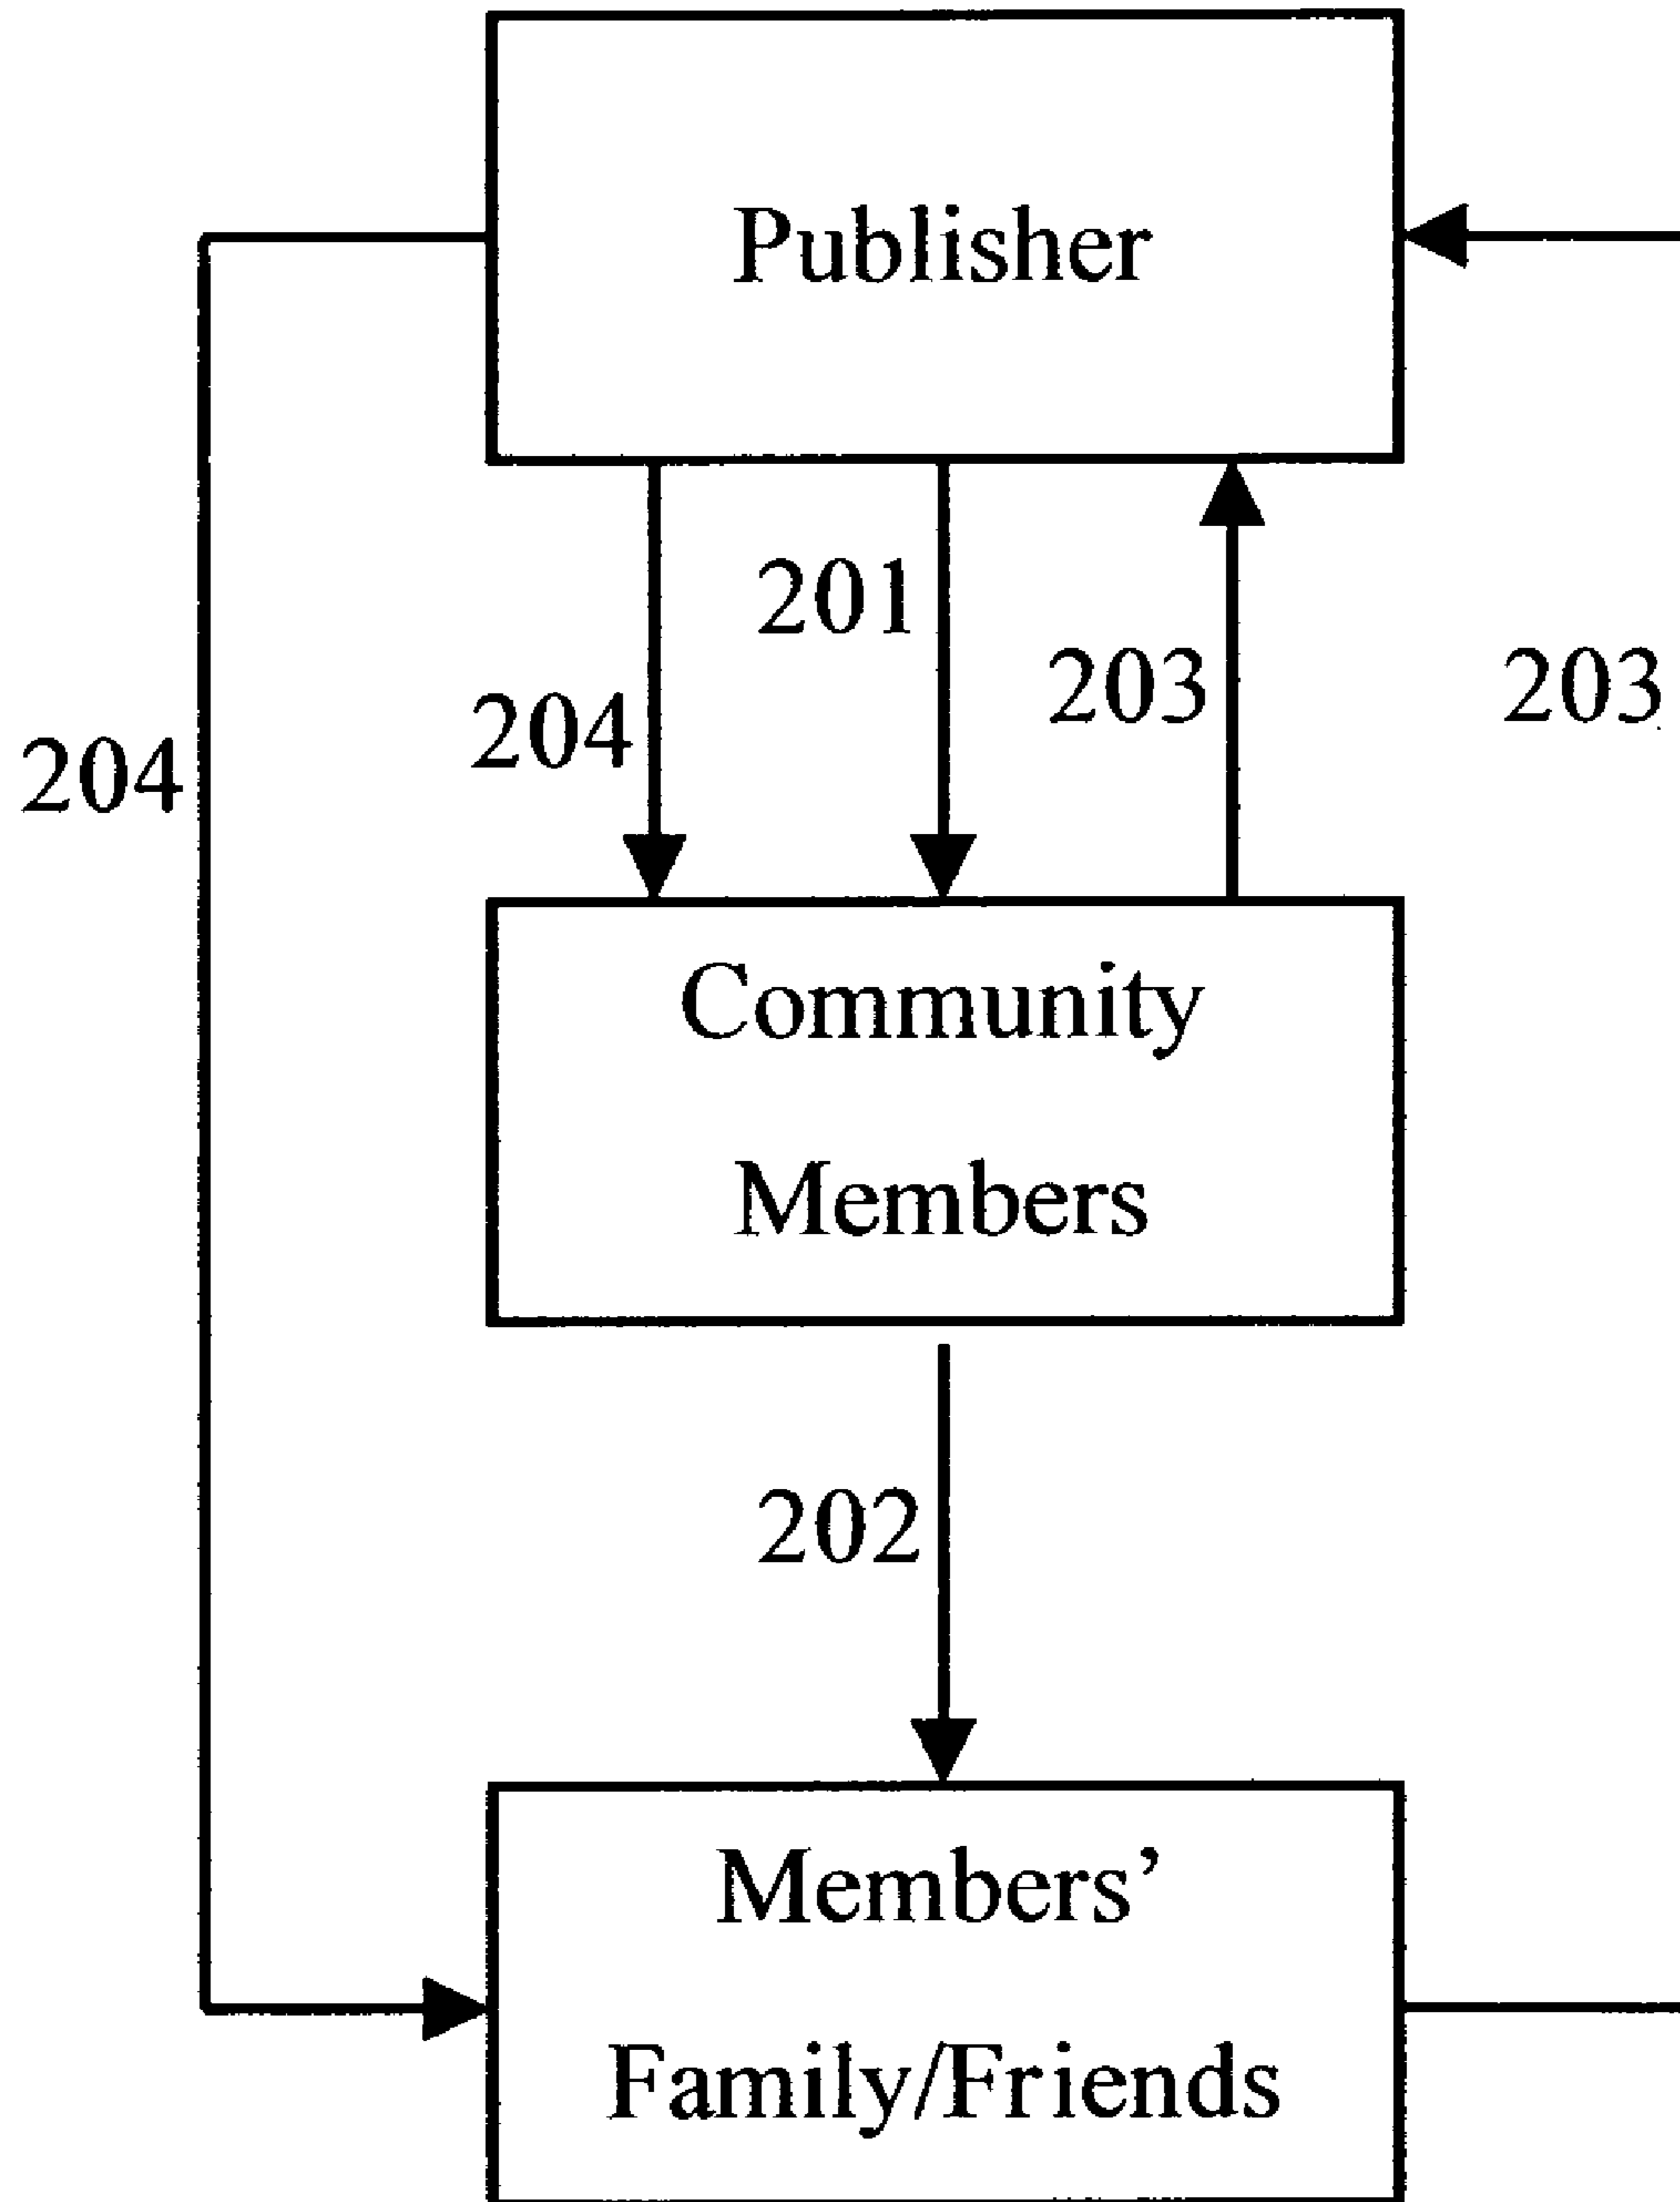 Publisher
201
203
203
204
204
Community
Members
202
Members’
Family/Friends